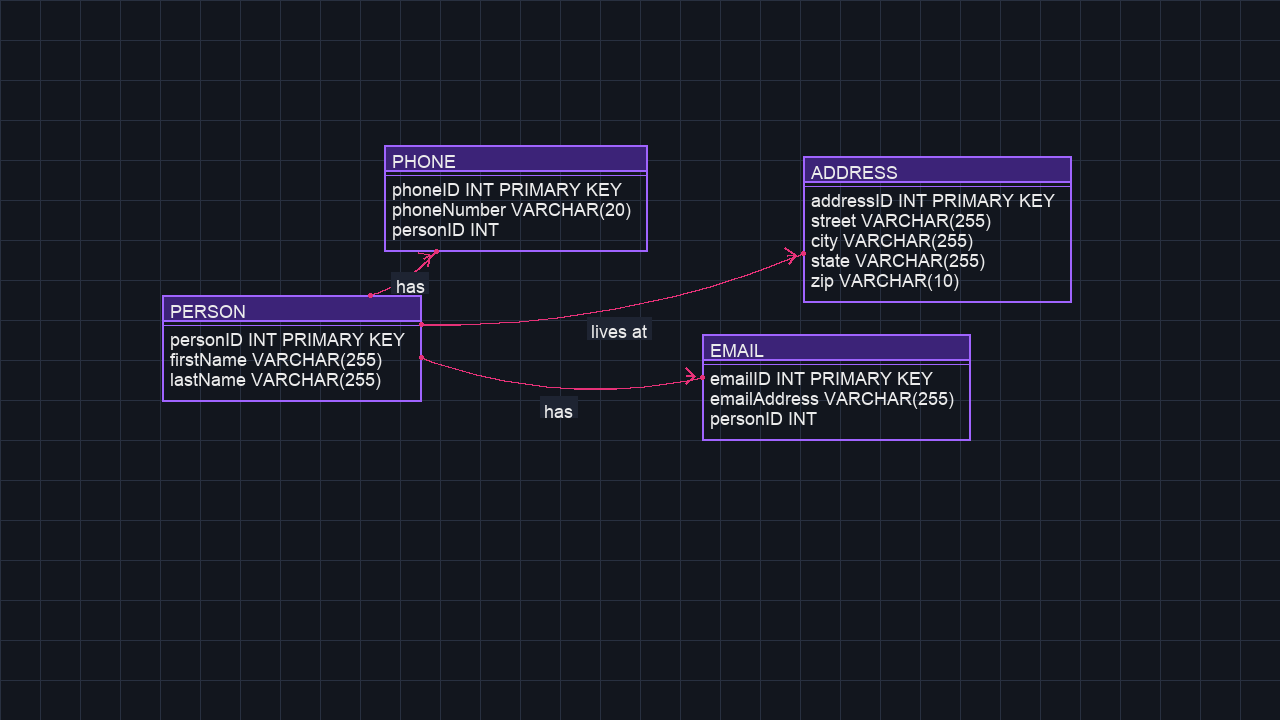 PHONE
phoneID INT PRIMARY KEY
phoneNumber VARCHAR(20)
personID INT
ADDRESS
addressID INT PRIMARY KEY
street VARCHAR(255)
city VARCHAR(255)
state VARCHAR(255)
zip VARCHAR(10)
has
PERSON
personID INT PRIMARY KEY
firstName VARCHAR(255)
lastName VARCHAR(255)
lives at
EMAIL
emailID INT PRIMARY KEY
emailAddress VARCHAR(255)
personID INT
has